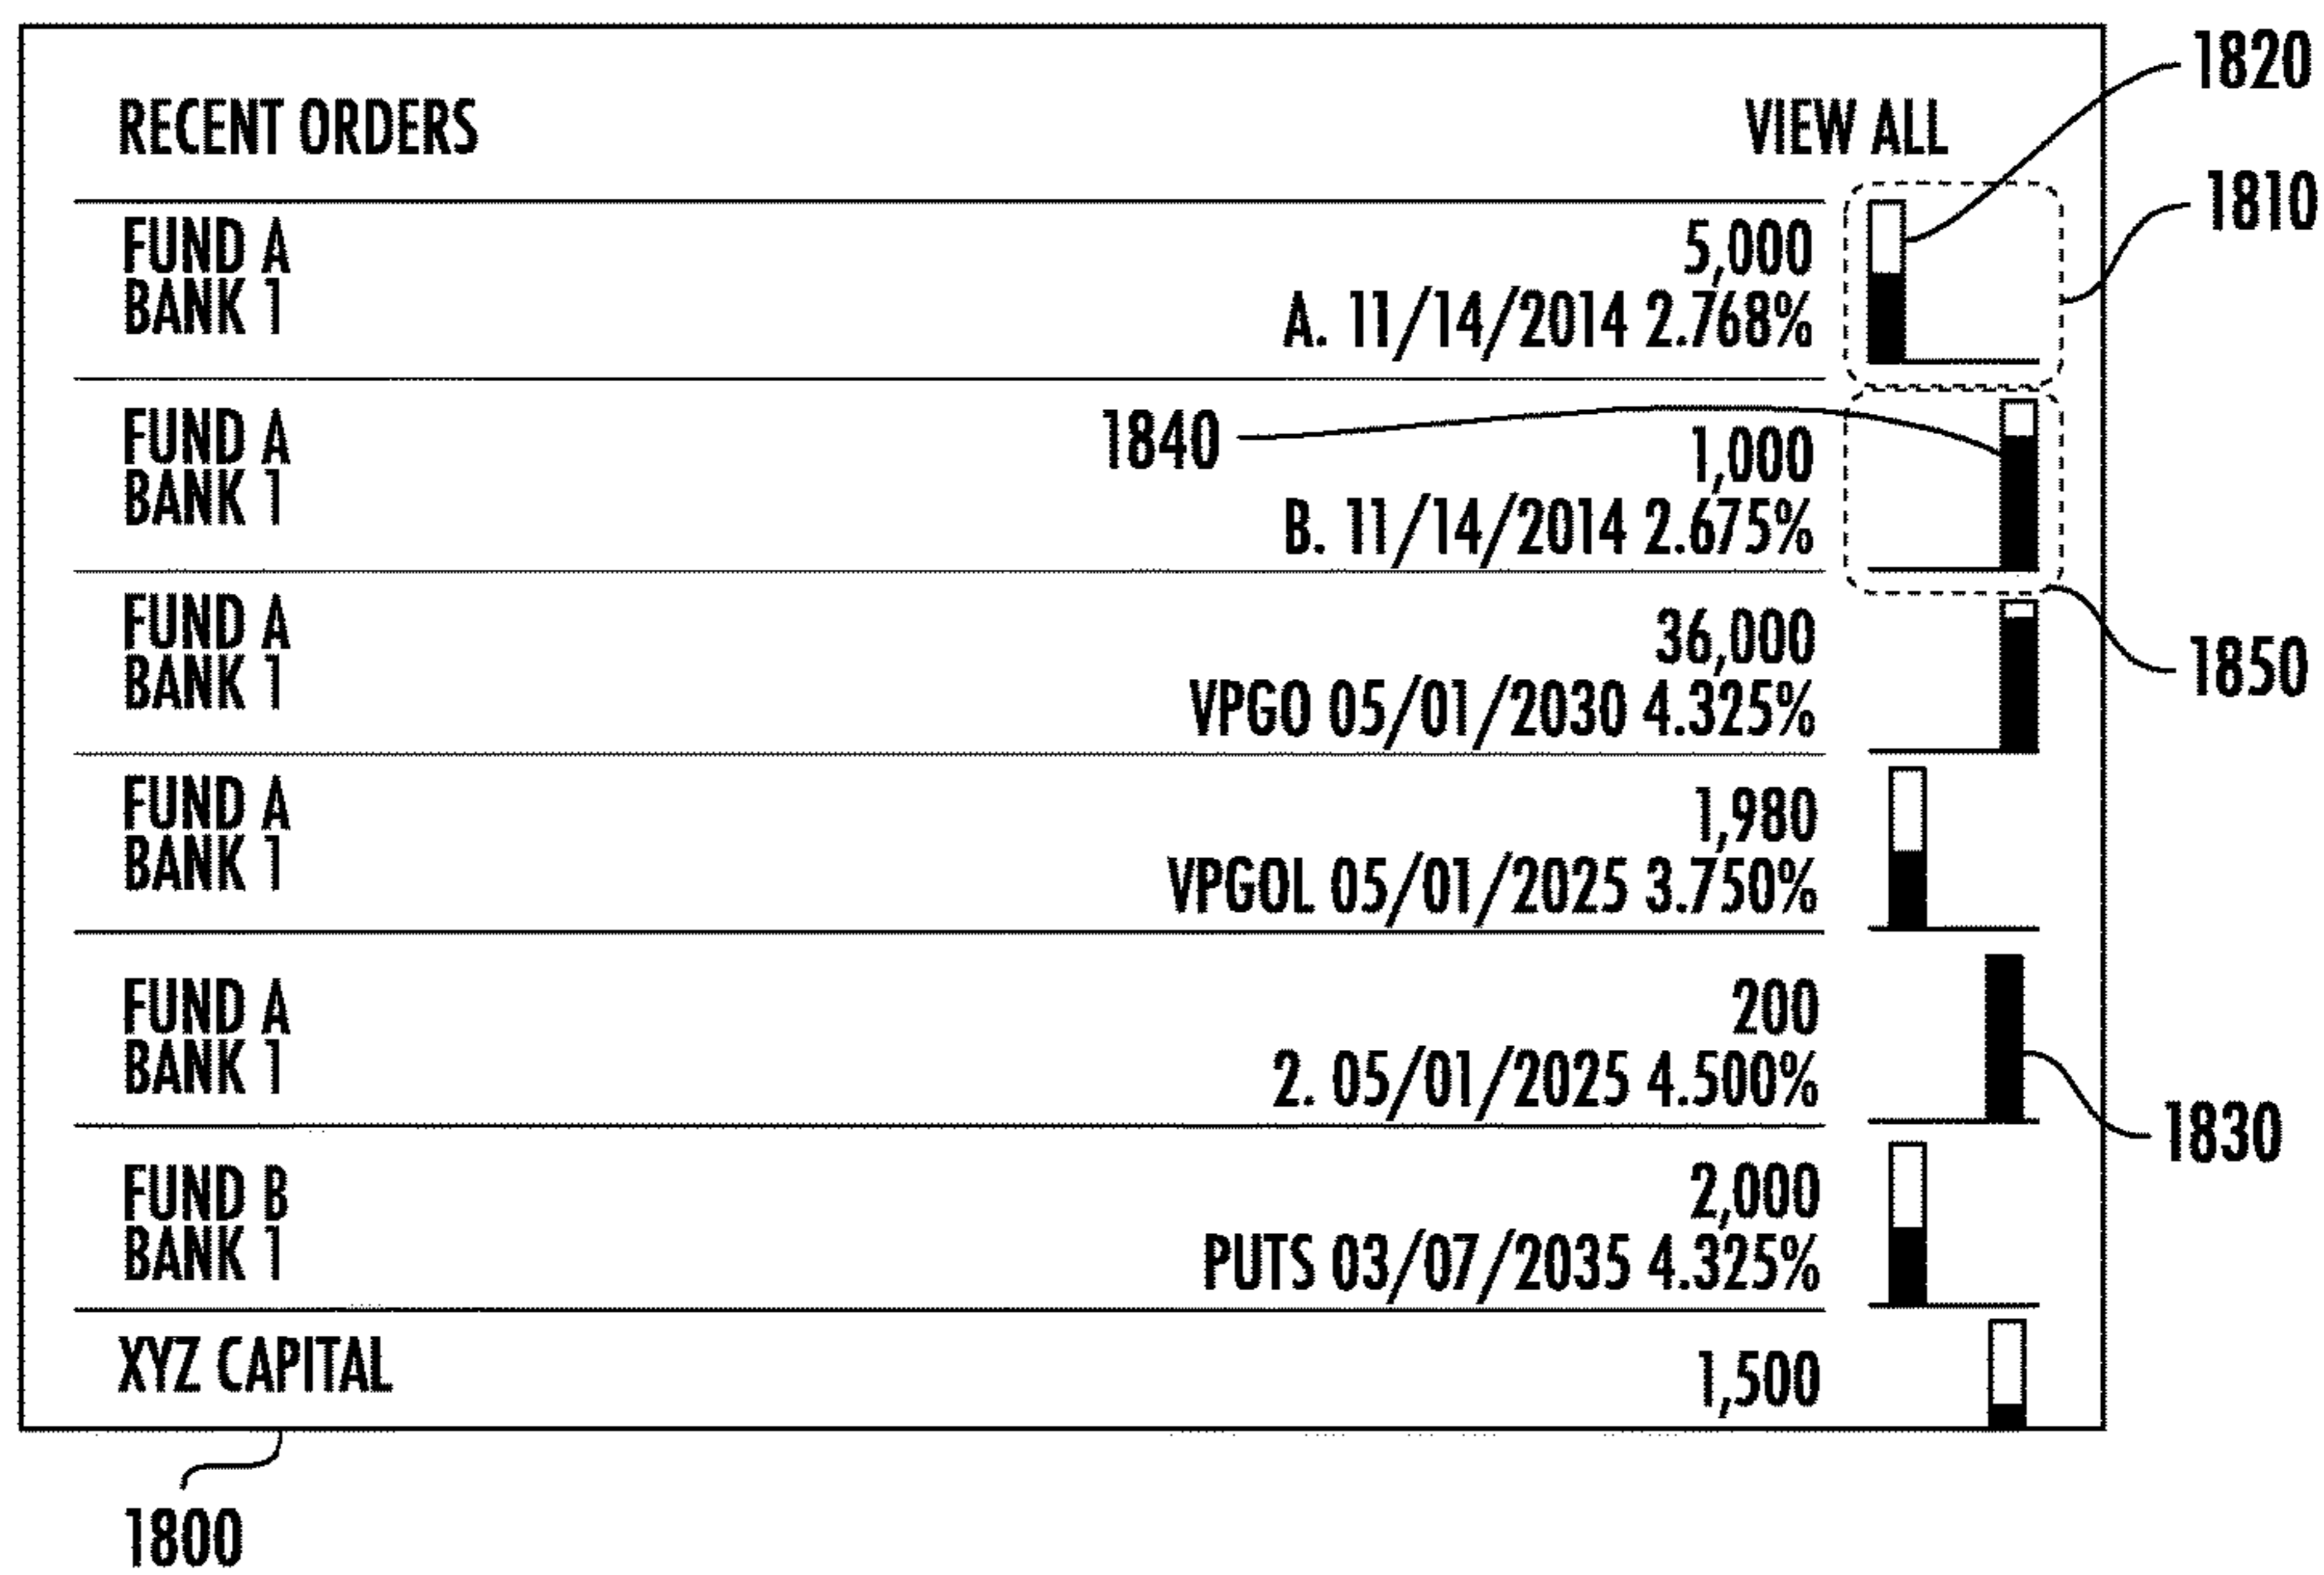 1820
RECENT ORDERS VIEW ALL
1810
FUND A 5,000
BANK 1 A. 11/14/2014 2.768%
FUND A 1840 1,000
BANK 1 B. 11/14/2014 2.675%
FUND A 36,000
1850
BANK 1 VPGO 05/01/2030 4.325%
FUND A 1,980
BANK 1 VPGOL 05/01/2025 3.750%
FUND A 200
BANK 1 2. 05/01/2025 4.500%
1830
FUND B 2,000
BANK 1 PUTS 03/07/2035 4.325%
XYZ CAPITAL 1,500
1800